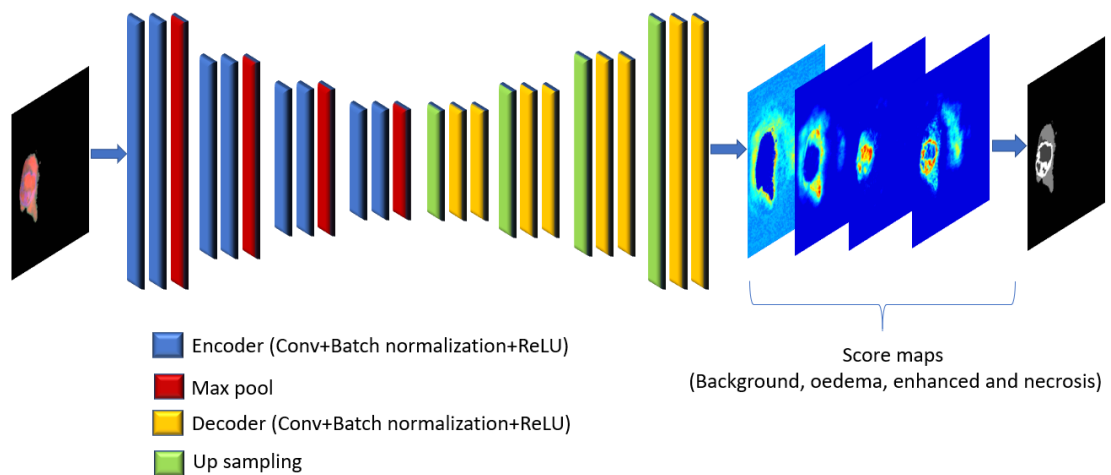 Encoder (Conv+Batch normalization+ReLU)
Max pool
Decoder (Conv+Batch normalization+ReLU)
Up sampling
Score maps
(Background, oedema, enhanced and necrosis)